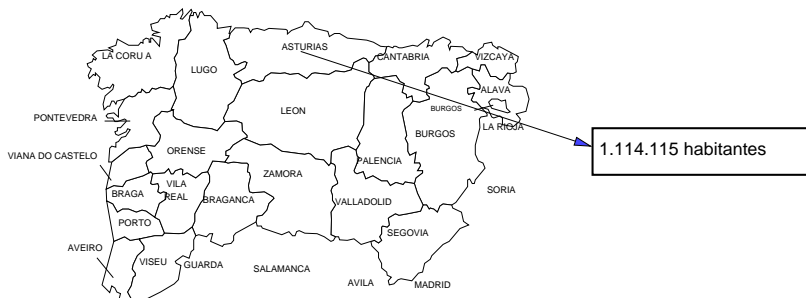 LA CORU A
LUGO
ASTURIAS
CANTABRIA
VIZCAYA
ALAVA
PONTEVEDRA
LEON
BURGOS
BURGOS
LA RIOJA
1.114.115 habitantes
VIANA DO CASTELO
ORENSE
PALENCIA
ZAMORA
BRAGA
VILA
REAL
BRAGANCA
VALLADOLID
SORIA
PORTO
SEGOVIA
AVEIRO
VISEU
GUARDA
SALAMANCA
AVILA
MADRID